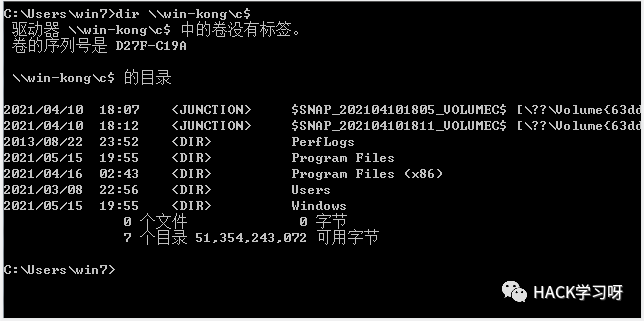 C:\Users\win7>dir \\win-kong\c$
驱动器 \\win-kong\c$ 中的卷没有标签。
卷的序列号是 D27F-C19A
\\win-kong\c$ 的目录
2021/04/10  18:07    <JUNCTION>     $SNAP_202104101805_VOLUMEC$ [\??\Volume{63dd
2021/04/10  18:12    <JUNCTION>     $SNAP_202104101811_VOLUMEC$ [\??\Volume{63dd
2013/08/22  23:52    <DIR>          PerfLogs
2021/05/15  19:55    <DIR>          Program Files
2021/04/16  02:43    <DIR>          Program Files (x86)
2021/03/08  22:56    <DIR>          Users
2021/05/15  19:55    <DIR>          Windows
0 个文件              0 字节
7 个目录 51,354,243,072 可用字节
C:\Users\win7>
HACK学习呀